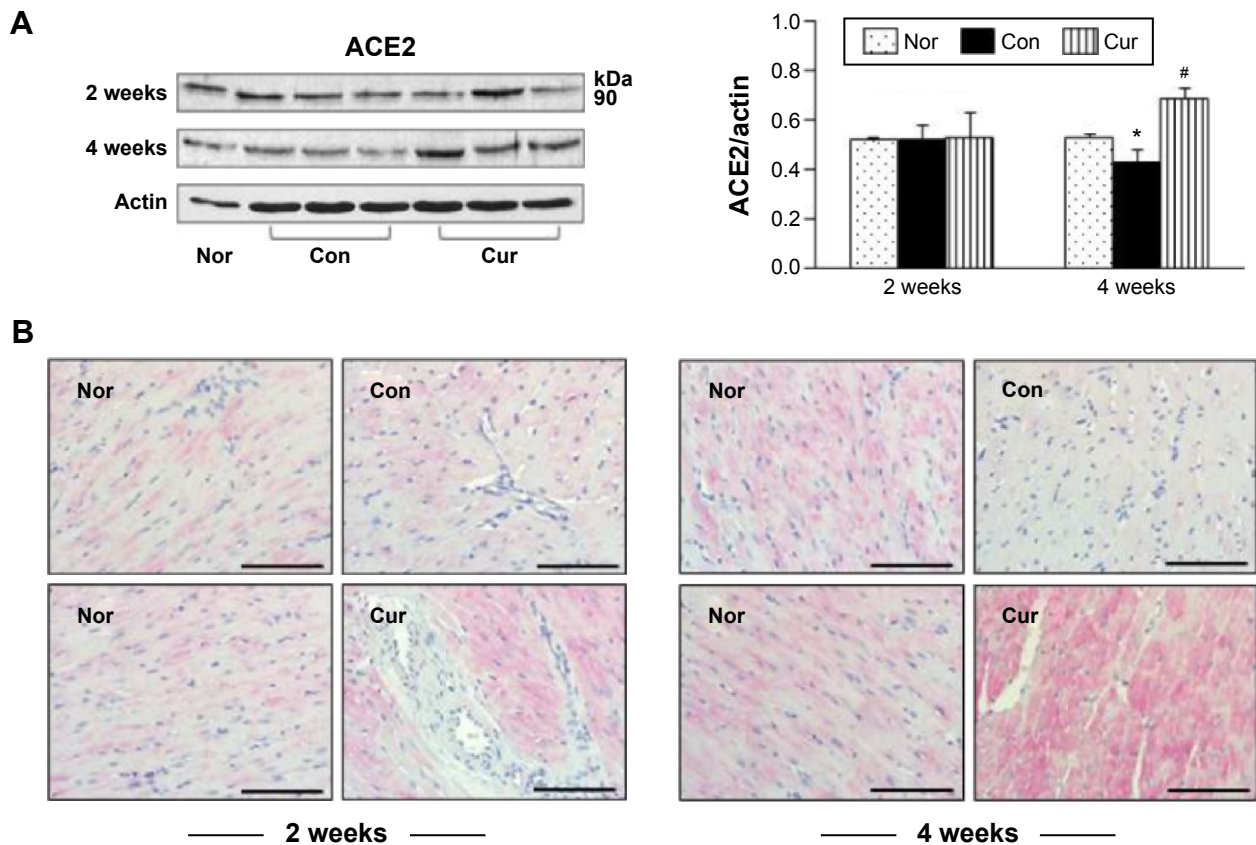 A
ACE2
2 weeks
kDa
90
4 weeks
Actin
Nor Con Cur
ACE2/actin
1.0
0.8
0.6
0.4
0.2
0.0
Nor Con Cur
*
#
2 weeks 4 weeks
B
Nor Con Nor Con
Nor Cur Nor Cur
2 weeks 4 weeks